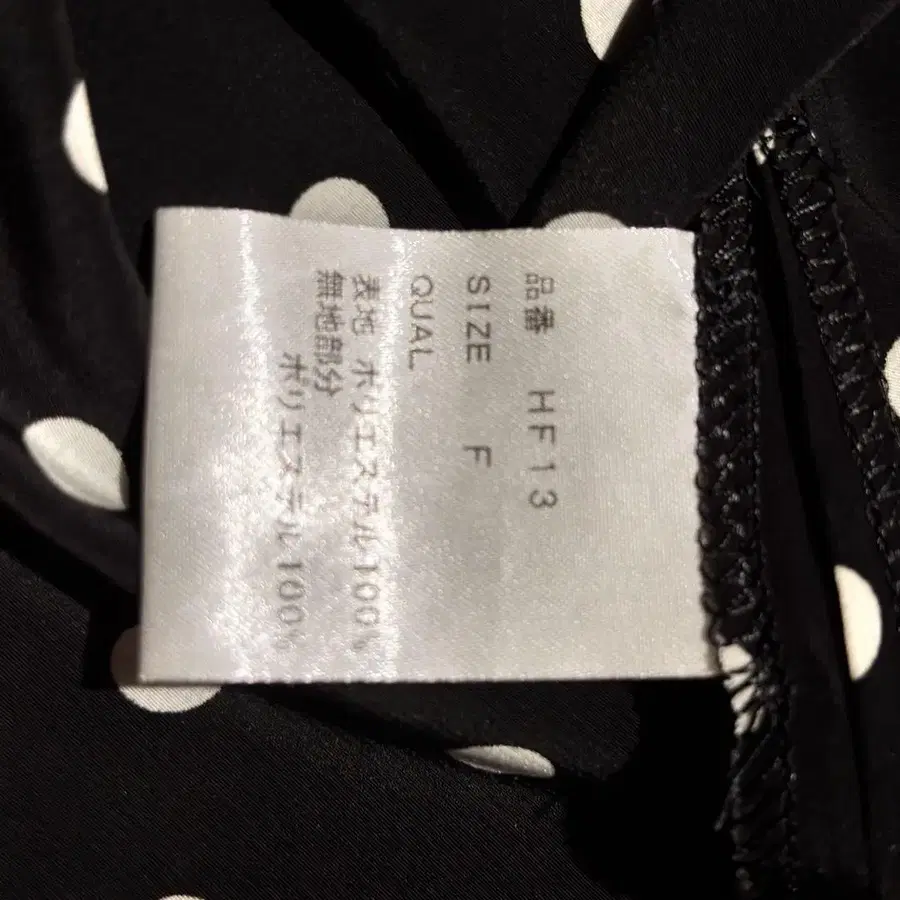 品番 HF13
SIZE F
QUAL
表地 ポリエステル100%
無地部分
ポリエステル100%